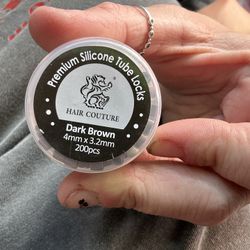 Premium Silicone Tube Locks
HAIR COUTURE
Dark Brown
4mm x 3.2mm
200pcs